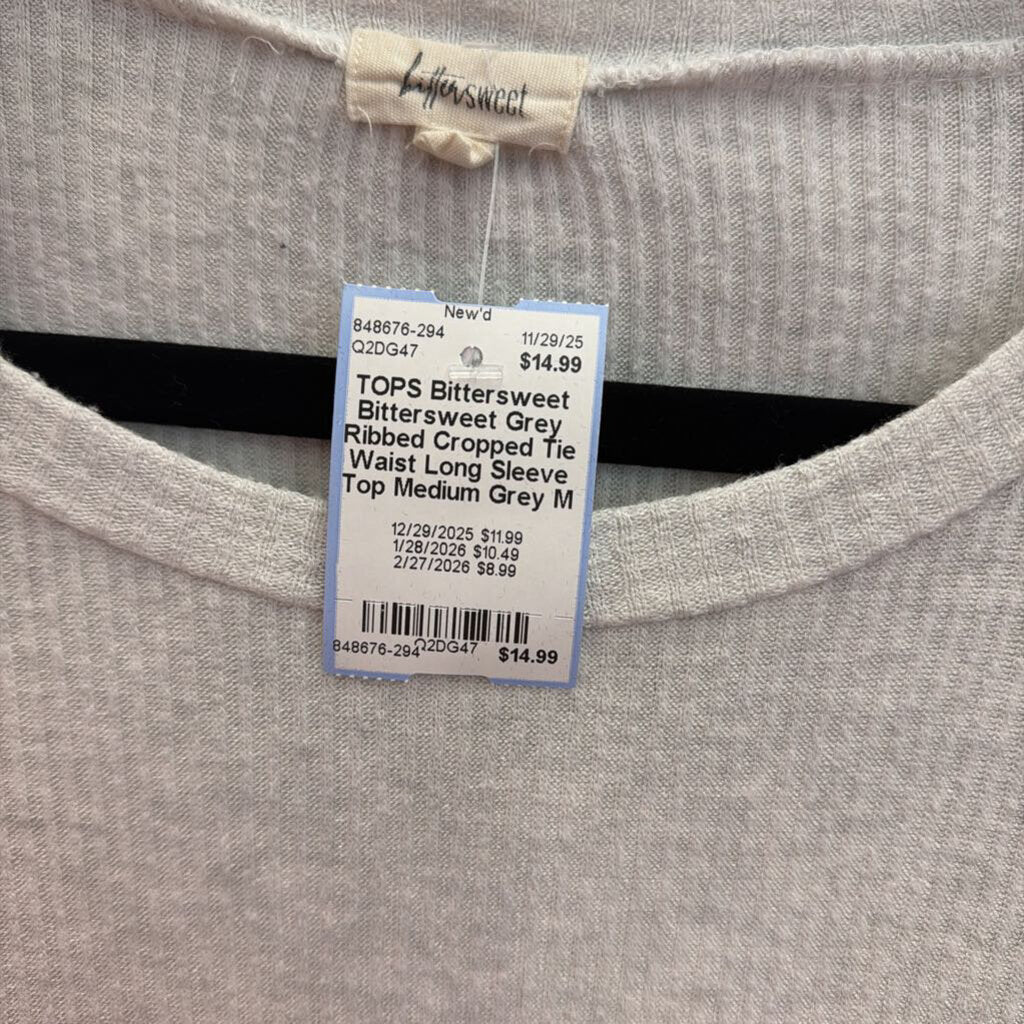 bittersweet
New'd
848676-294 11/29/25
Q2DG47 $14.99
TOPS Bittersweet
Bittersweet Grey
Ribbed Cropped Tie
Waist Long Sleeve
Top Medium Grey M
12/29/2025 $11.99
1/28/2026 $10.49
2/27/2026 $8.99
848676-294 Q2DG47 $14.99